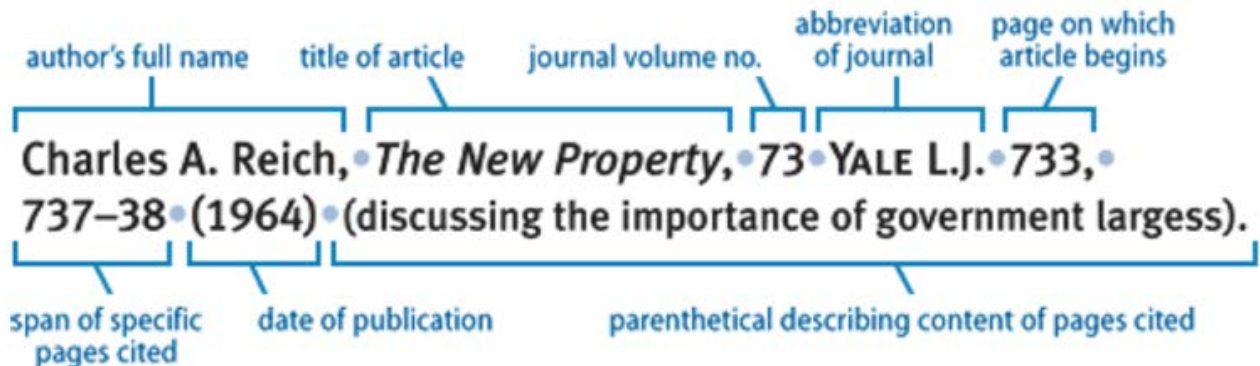 author's full name title of article journal volume no. abbreviation of journal page on which article begins
Charles A. Reich, • The New Property, • 73 • YALE L.J. • 733, •
737–38 • (1964) • (discussing the importance of government largess).
span of specific pages cited date of publication parenthetical describing content of pages cited